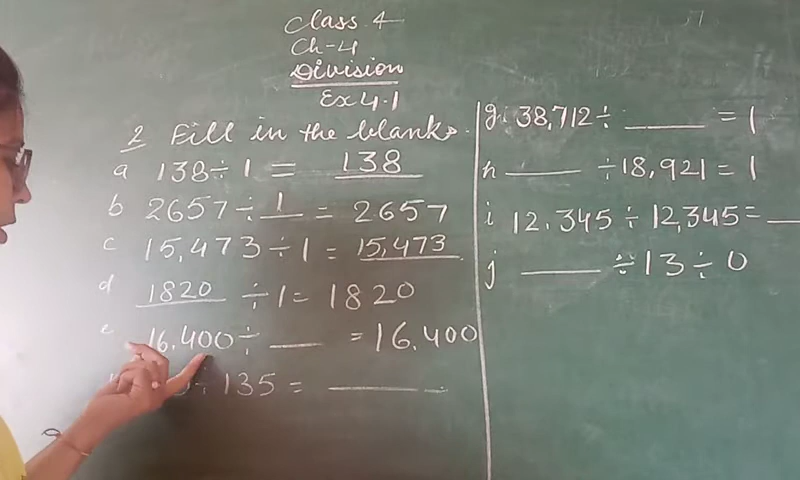 Class 4
Ch-4
Division
Ex 4.1
2 Fill in the blanks.
a 138÷1 = 138
b 2657÷ 1 = 2657
c 15,473÷1 = 15,473
d 1820 ÷1= 1820
e 16.400÷ ___ =16.400
÷135= ___
g. 38,712÷ ___ =1
h ___ ÷18,921=1
i 12.345÷12,345= ___
j ___ ÷13÷0